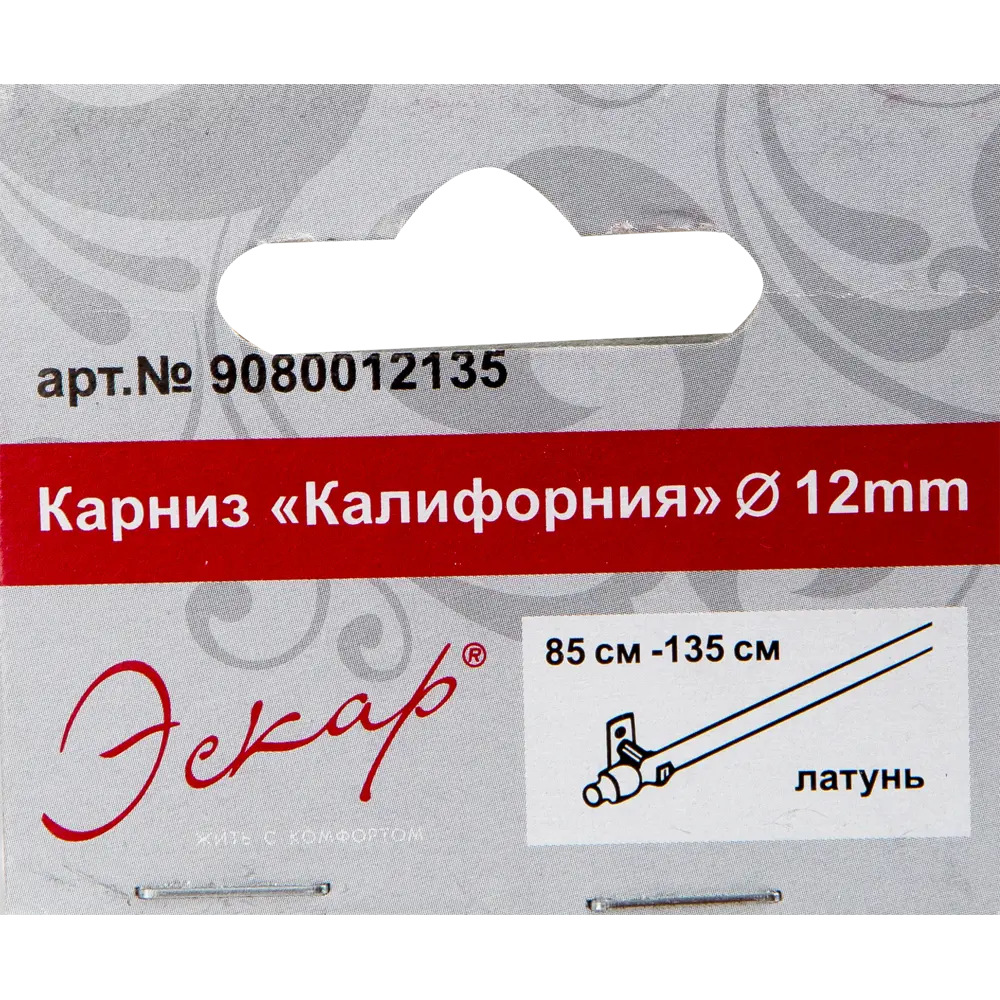 арт.№ 9080012135
Карниз «Калифорния» Ø 12mm
Эскар®
ЖИТЬ С КОМФОРТОМ
85 см -135 см
латунь